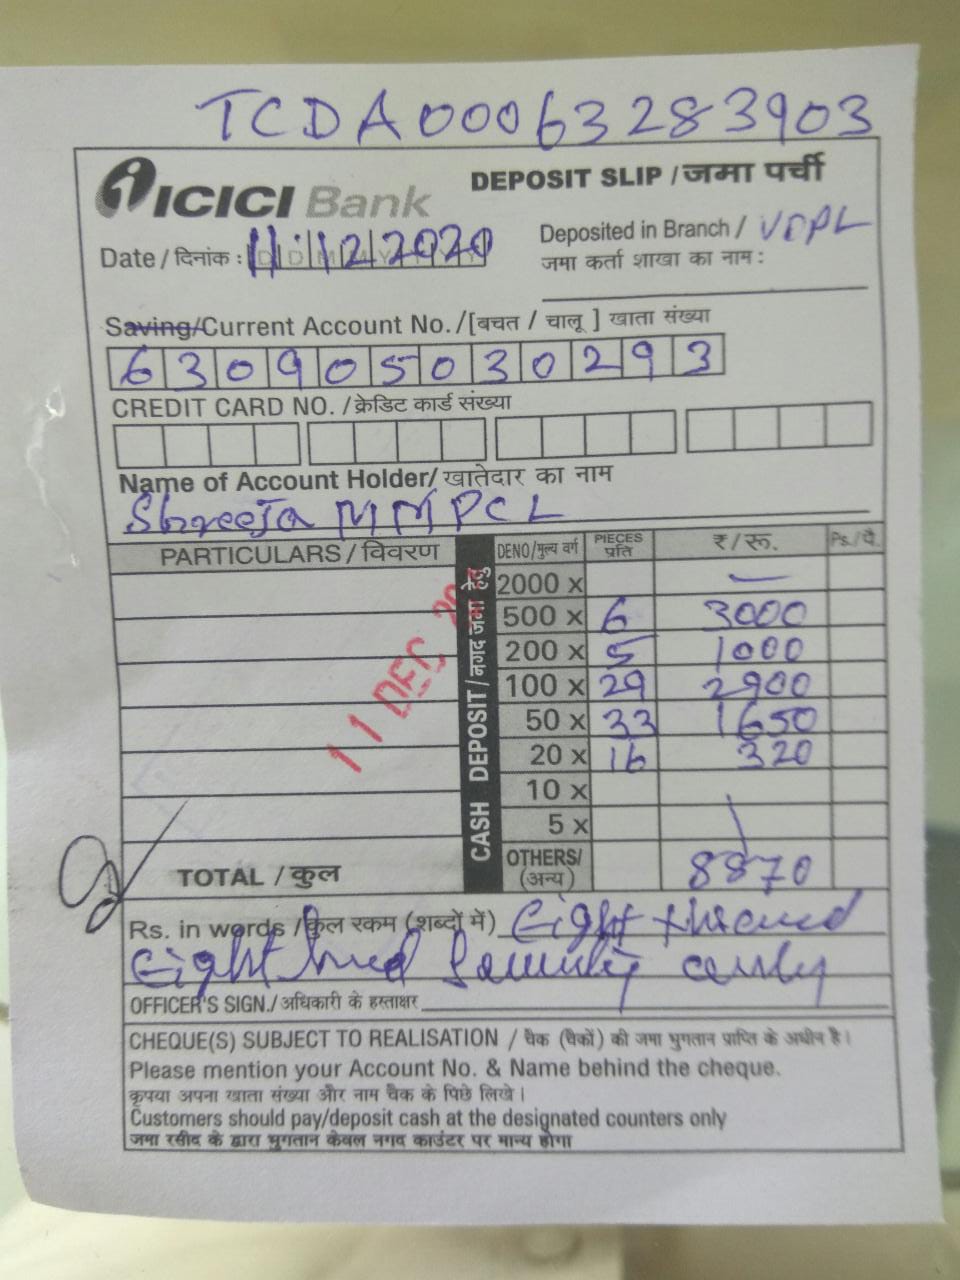 TCDA00063283903
ICICI Bank
DEPOSIT SLIP / जमा पर्ची
Date / दिनांक : 11 12 2020
Deposited in Branch / VDPL
जमा कर्ता शाखा का नाम :
Saving/Current Account No. /[बचत / चालू ] खाता संख्या
630905030293
CREDIT CARD NO. / क्रेडिट कार्ड संख्या
Name of Account Holder/ खातेदार का नाम
Shreeja MMPCL
PARTICULARS / विवरण
CASH DEPOSIT / नगद जमा हेतु
DENO/मुल्य वर्ग PIECES प्रति ₹/रू. Ps./पै.
2000 x —
500 x 6 3000
200 x 5 1000
100 x 29 2900
50 x 33 1650
20 x 16 320
10 x
5 x
11 DEC
TOTAL / कुल OTHERS/ (अन्य) 8870
Rs. in words / कुल रकम (शब्दों में) Eight
Eight
OFFICER'S SIGN./ अधिकारी के हस्ताक्षर
CHEQUE(S) SUBJECT TO REALISATION / चैक (चैकों) की जमा भुगतान प्राप्ति के अधीन है।
Please mention your Account No. & Name behind the cheque.
कृपया अपना खाता संख्या और नाम चैक के पिछे लिखे।
Customers should pay/deposit cash at the designated counters only
जमा रसीद के द्वारा भुगतान केवल नगद काउंटर पर मान्य होगा